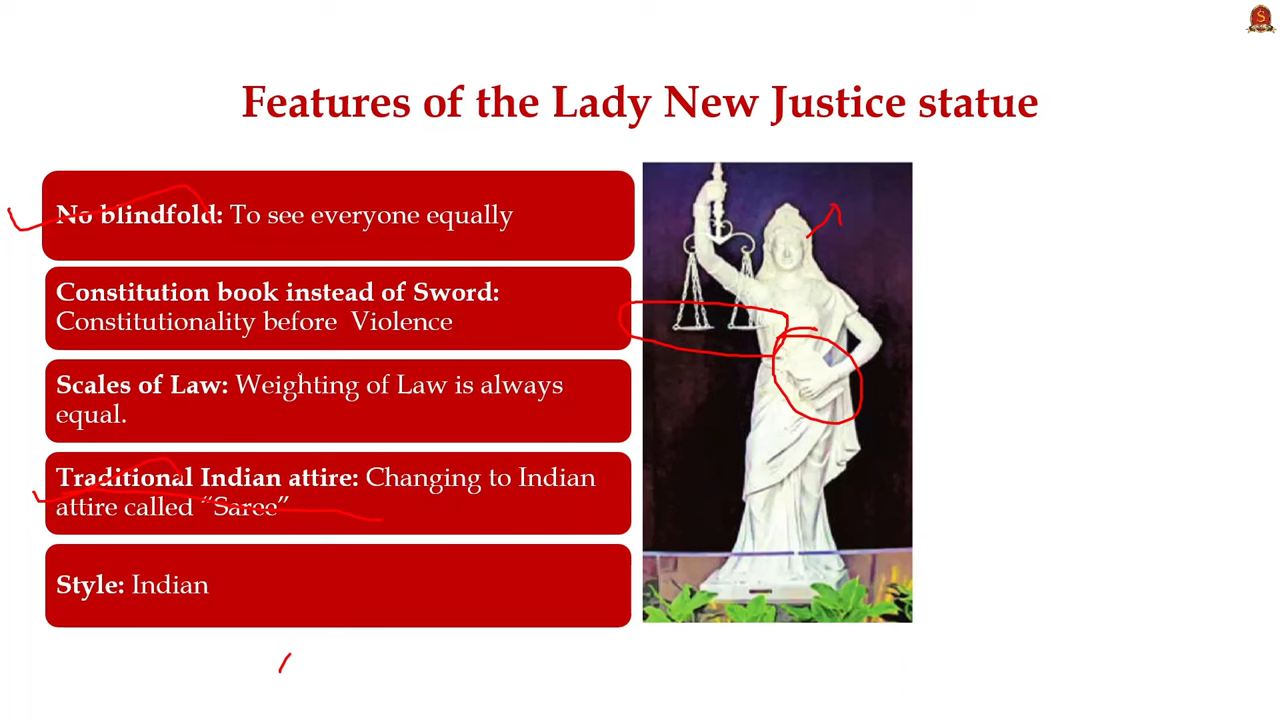 Features of the Lady New Justice statue
No blindfold: To see everyone equally
Constitution book instead of Sword:
Constitutionality before Violence
Scales of Law: Weighting of Law is always
equal.
Traditional Indian attire: Changing to Indian
attire called “Saree”
Style: Indian